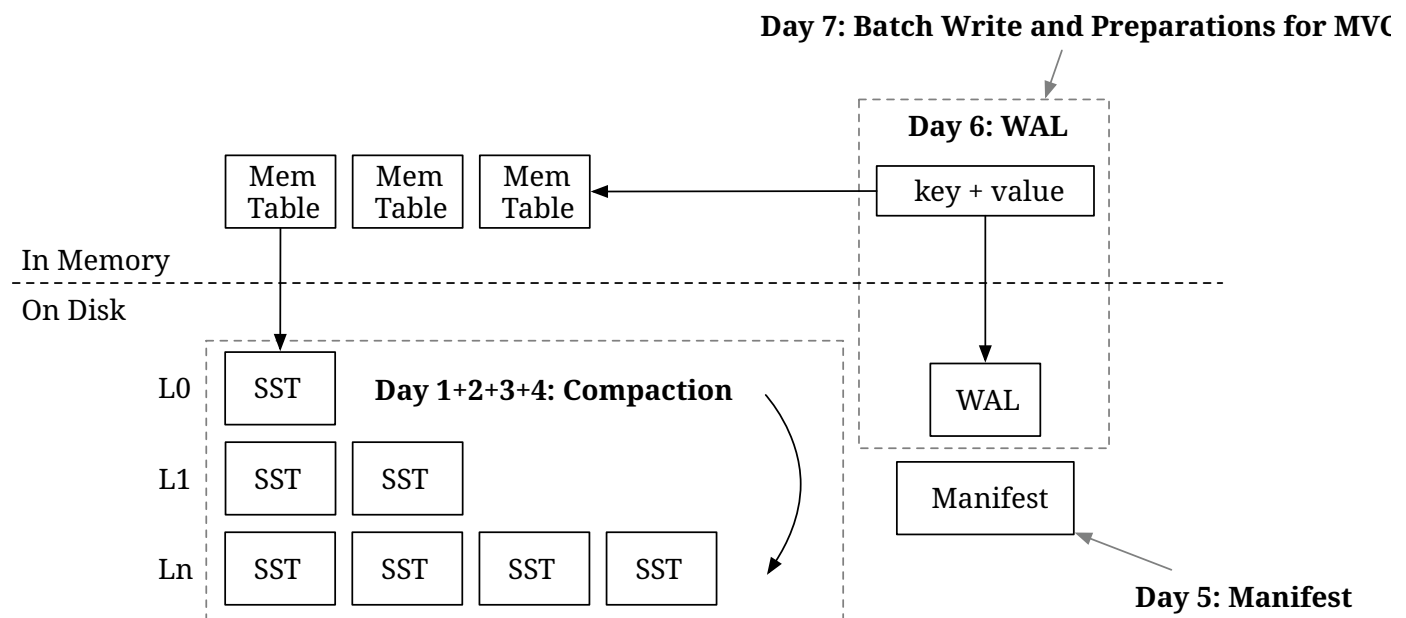 Day 7: Batch Write and Preparations for
Day 6: WAL
Mem
Table
Mem
Table
Mem
Table
key + value
In Memory
On Disk
L0
SST
Day 1+2+3+4: Compaction
WAL
L1
SST
SST
Manifest
Ln
SST
SST
SST
SST
Day 5: Manifest